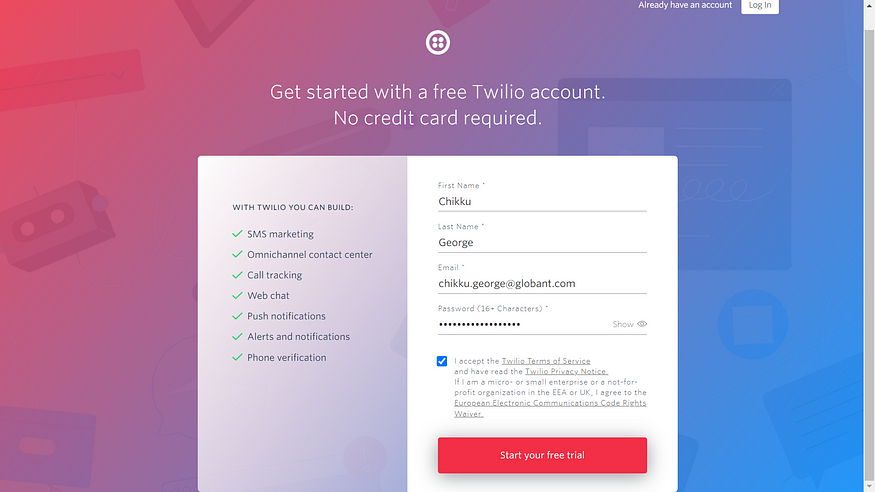 Already have an account
Log In
Get started with a free Twilio account.
No credit card required.
WITH TWILIO YOU CAN BUILD:
SMS marketing
Omnichannel contact center
Call tracking
Web chat
Push notifications
Alerts and notifications
Phone verification
First Name *
Chikku
Last Name *
George
Email *
chikku.george@globant.com
Password (16+ Characters) *
••••••••••••••••••
Show
I accept the Twilio Terms of Service
and have read the Twilio Privacy Notice.
If I am a micro- or small enterprise or a not-for-
profit organization in the EEA or UK, I agree to the
European Electronic Communications Code Rights
Waiver.
Start your free trial